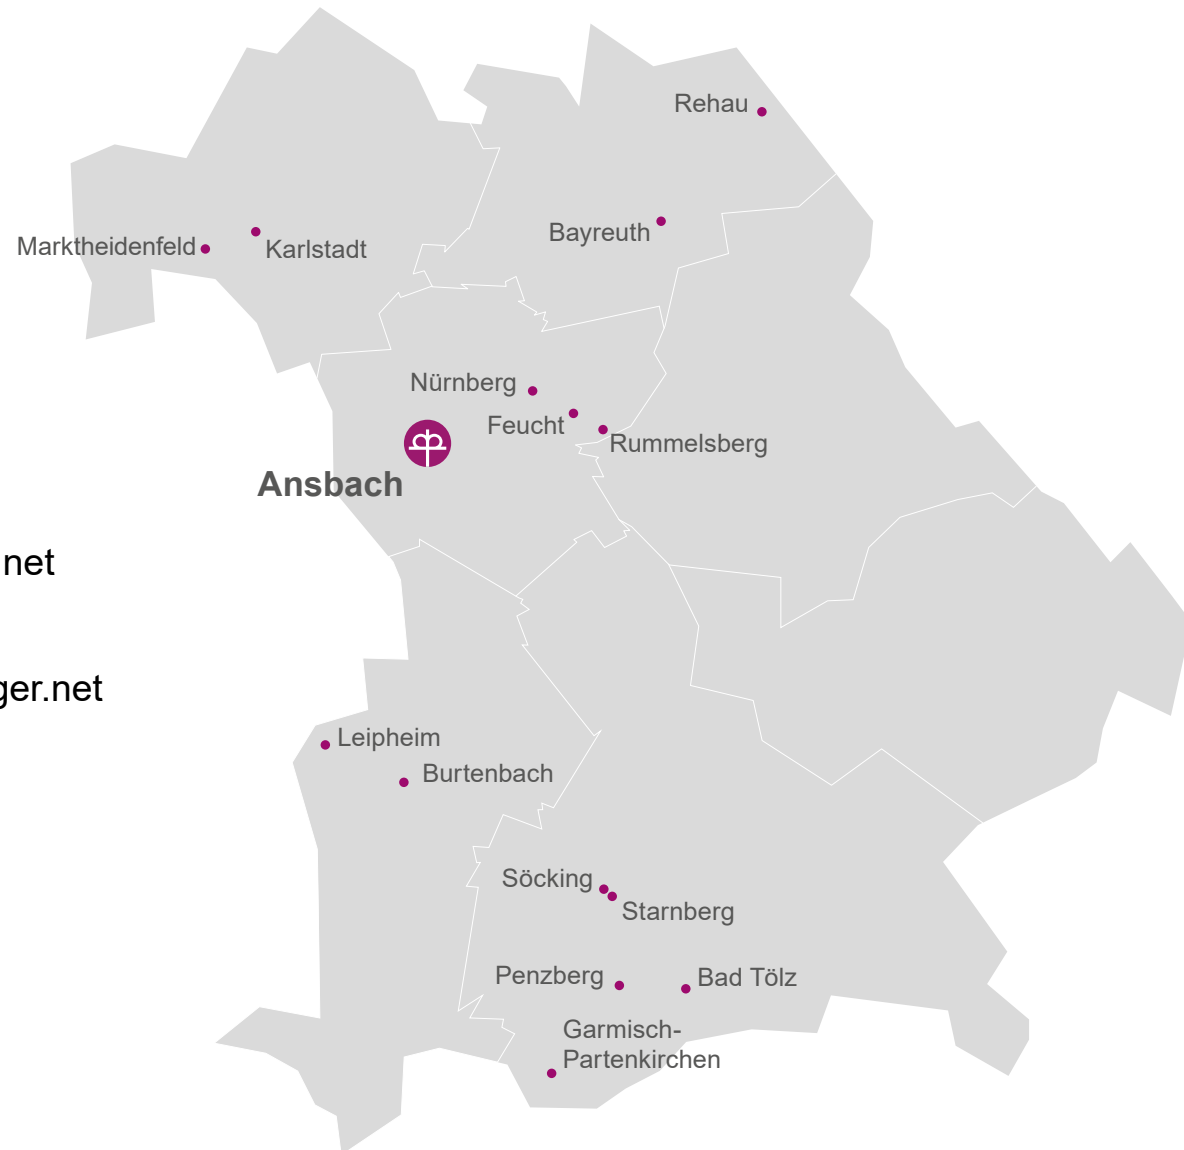 Rehau
Bayreuth
Marktheidenfeld
Karlstadt
Nürnberg
Feucht
Rummelsberg
Ansbach
net
ger.net
Leipheim
Burtenbach
Söcking
Starnberg
Penzberg
Bad Tölz
Garmisch-
Partenkirchen